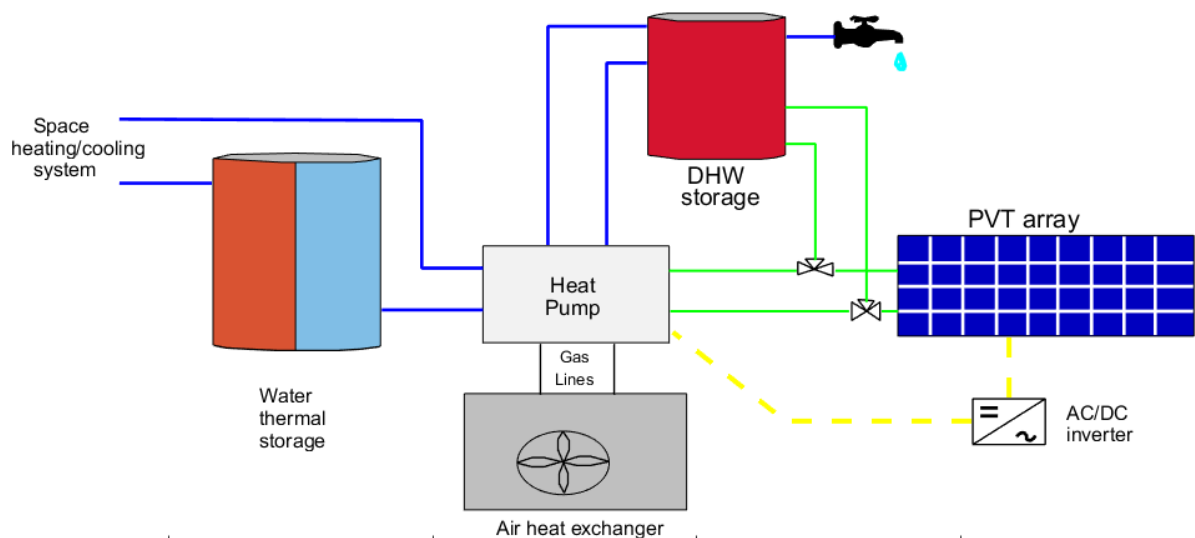 Space
heating/cooling
system
DHW
storage
PVT array
Heat
Pump
Gas
Lines
Water
thermal
storage
AC/DC
inverter
Air heat exchanger